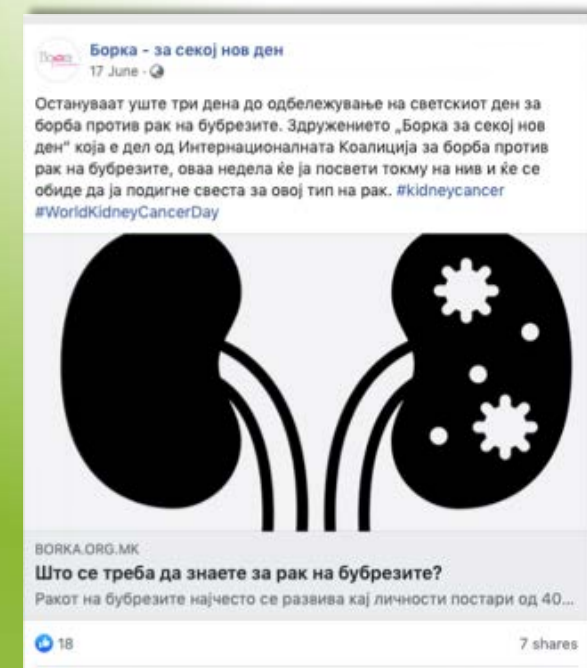 Борка - за секој нов ден
17 June
Остануваат уште три дена до одбележување на светскиот ден за
борба против рак на бубрезите. Здружението „Борка за секој нов
ден“ која е дел од Интернационалната Коалиција за борба против
рак на бубрезите, оваа недела ќе ја посвети токму на нив и ќе се
обиде да ја подигне свеста за овој тип на рак. #kidneycancer
#WorldKidneyCancerDay
BORKA.ORG.MK
Што се треба да знаете за рак на бубрезите?
Ракот на бубрезите најчесто се развива кај личности постари од 40...
18
7 shares